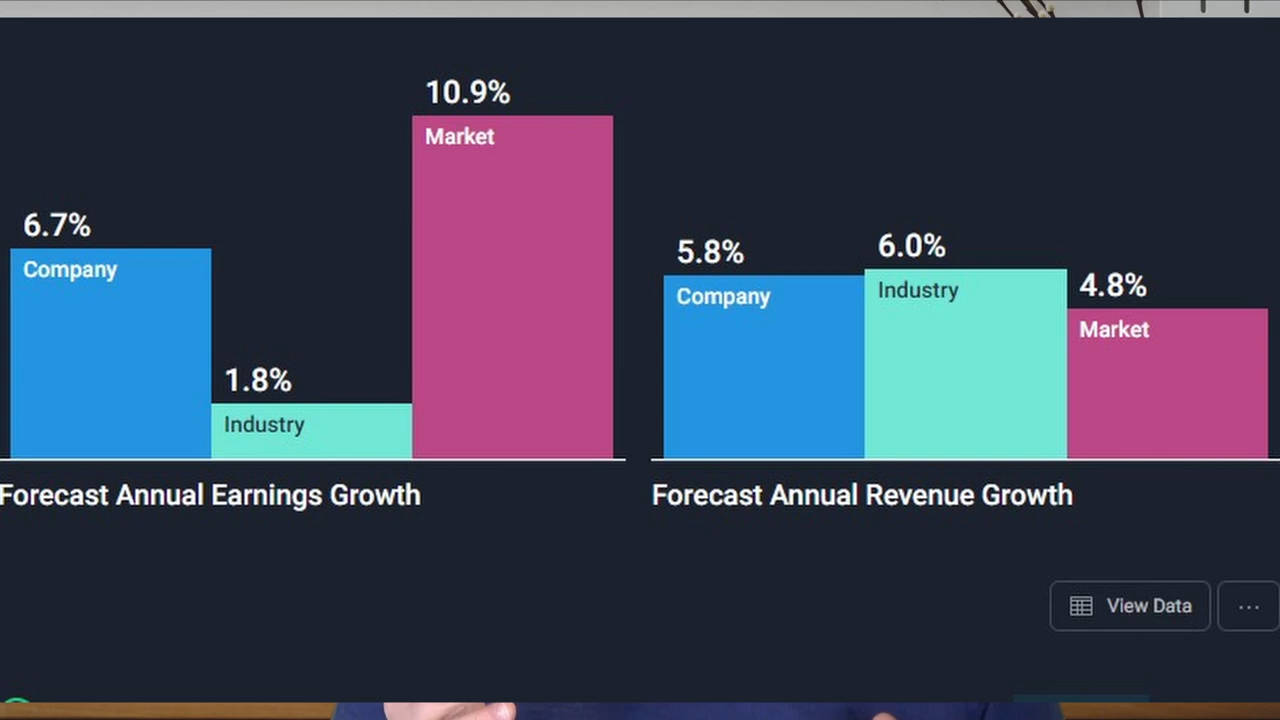 10.9%
Market
6.7%
Company
1.8%
Industry
Forecast Annual Earnings Growth
6.0%
5.8%
Industry
Company
4.8%
Market
Forecast Annual Revenue Growth
View Data
...